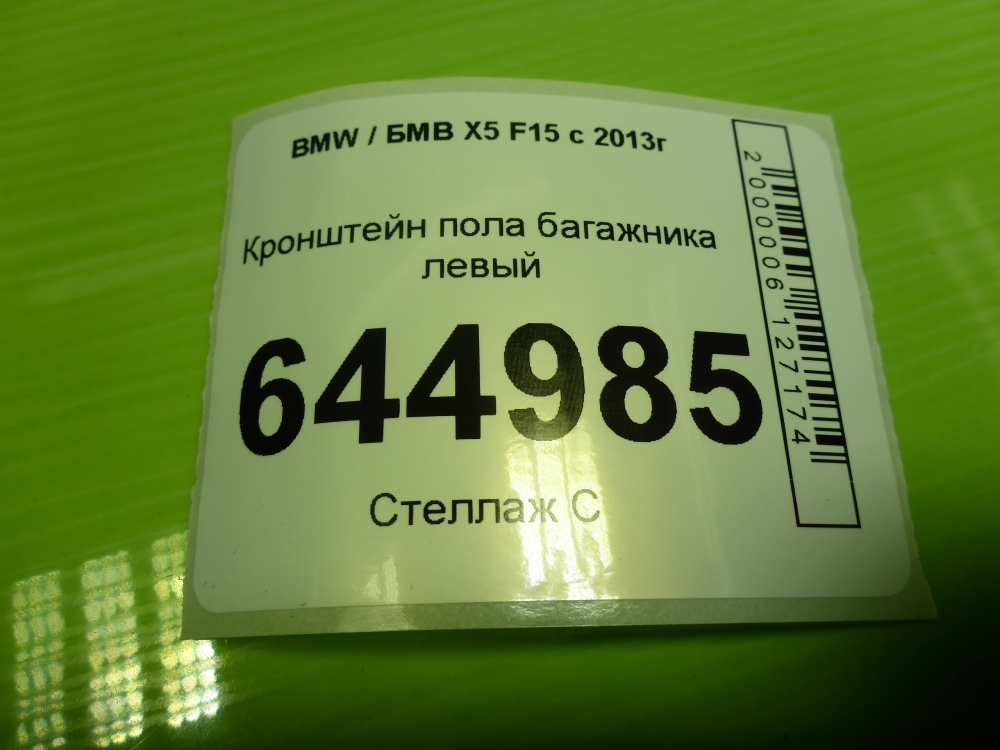 BMW / БМВ X5 F15 с 2013г
Кронштейн пола багажника
левый
644985
Стеллаж С
2000006127174